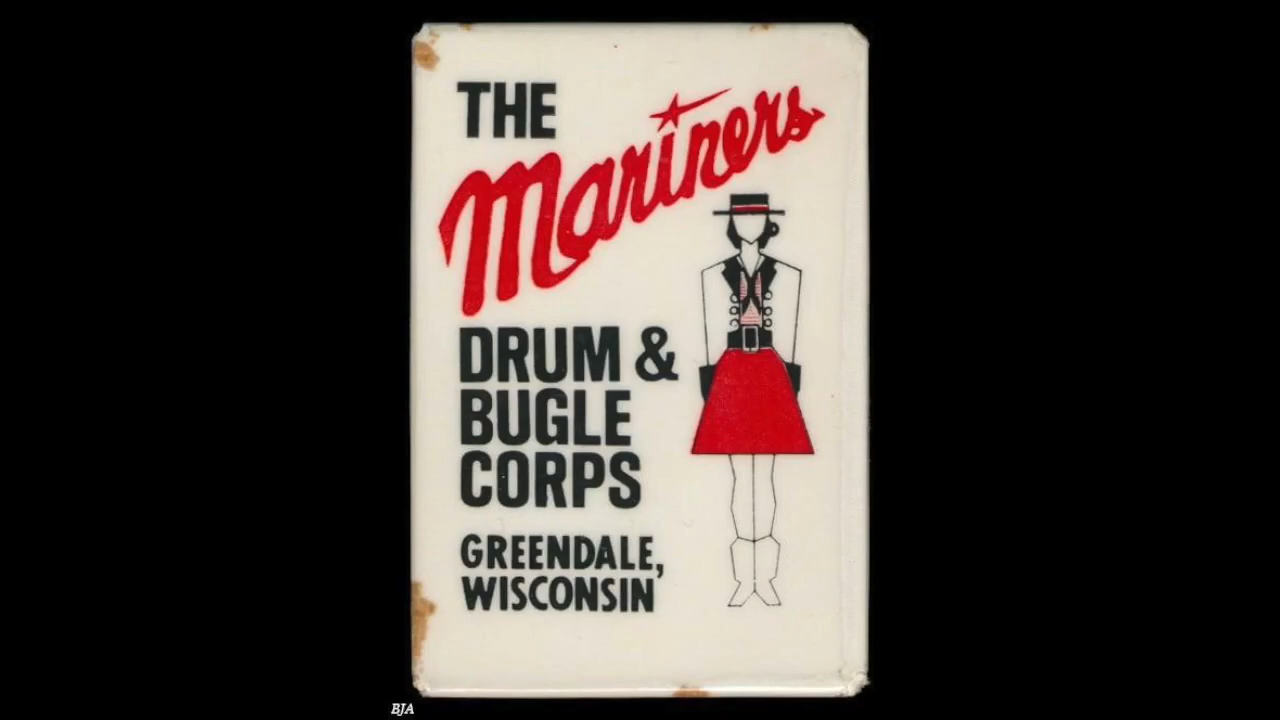 THE
Mariners
DRUM &
BUGLE
CORPS
GREENDALE,
WISCONSIN
BJA